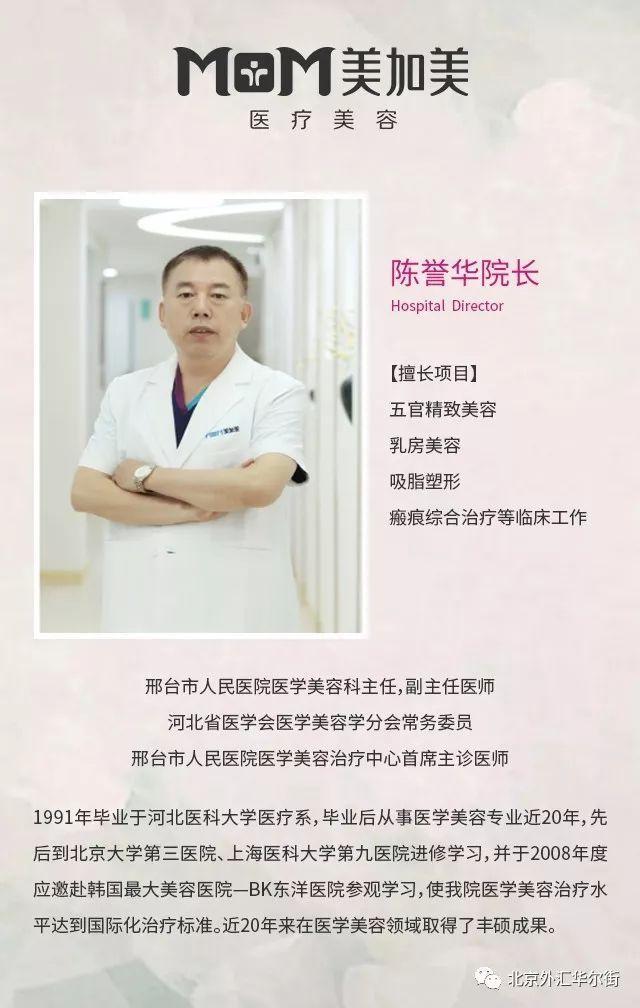 MOM美加美
医疗美容
陈誉华院长
Hospital Director
【擅长项目】
五官精致美容
乳房美容
吸脂塑形
瘢痕综合治疗等临床工作
美加美
邢台市人民医院医学美容科主任,副主任医师
河北省医学会医学美容学分会常务委员
邢台市人民医院医学美容治疗中心首席主诊医师
1991年毕业于河北医科大学医疗系,毕业后从事医学美容专业近20年,先
后到北京大学第三医院、上海医科大学第九医院进修学习,并于2008年度
应邀赴韩国最大美容医院—BK东洋医院参观学习,使我院医学美容治疗水
平达到国际化治疗标准。近20年来在医学美容领域取得了丰硕成果。
北京外汇华尔街